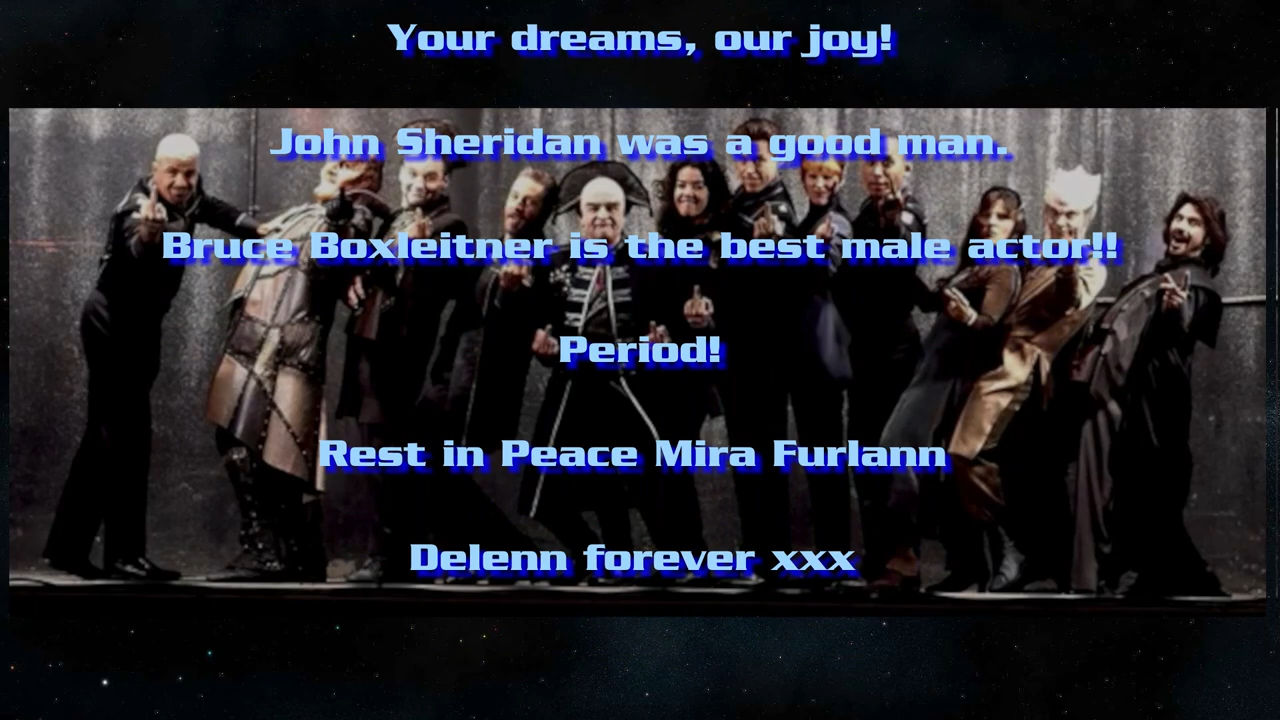 Your dreams, our joy!
John Sheridan was a good man.
Bruce Boxleitner is the best male actor!!
Period!
Rest in Peace Mira Furlann
Delenn forever xxx